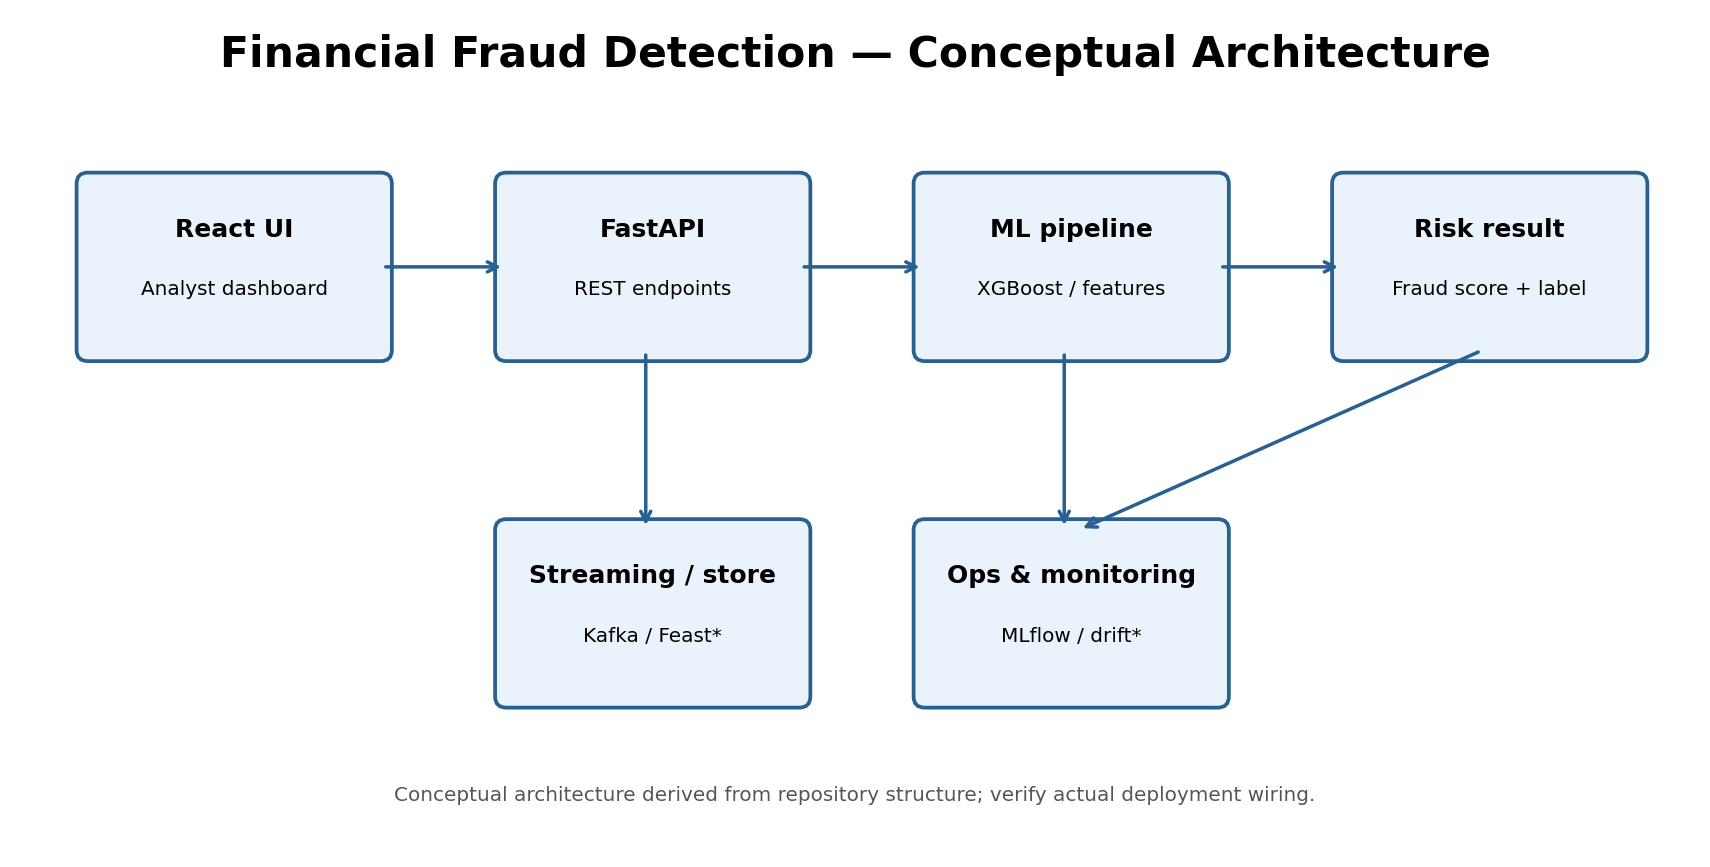 Financial Fraud Detection — Conceptual Architecture
React UI
Analyst dashboard
FastAPI
REST endpoints
ML pipeline
XGBoost / features
Risk result
Fraud score + label
Streaming / store
Kafka / Feast*
Ops & monitoring
MLflow / drift*
Conceptual architecture derived from repository structure; verify actual deployment wiring.